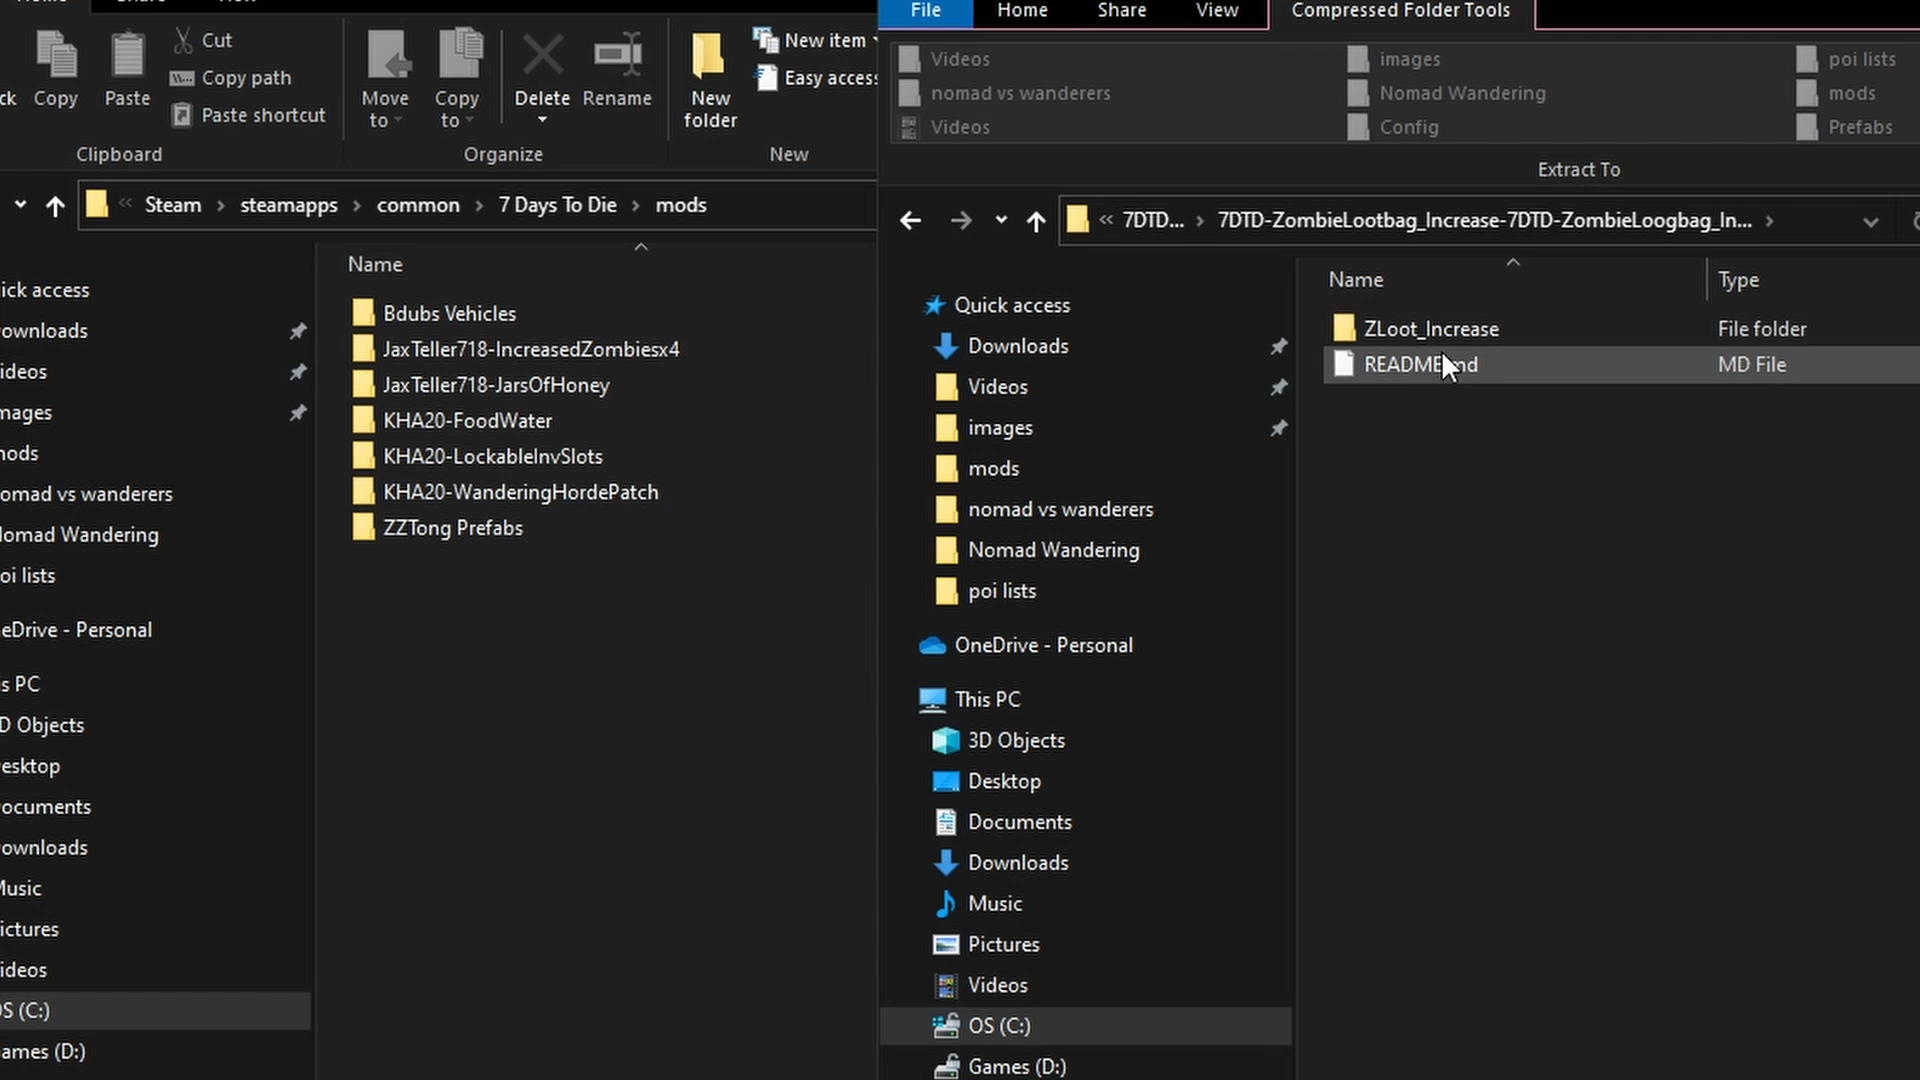 Cut
Copy path
Paste shortcut
Copy
Paste
Clipboard
Move to
Copy to
Delete
Rename
Organize
New folder
New item
Easy access
New
Steam › steamapps › common › 7 Days To Die › mods
Name
Bdubs Vehicles
JaxTeller718-IncreasedZombiesx4
JaxTeller718-JarsOfHoney
KHA20-FoodWater
KHA20-LockableInvSlots
KHA20-WanderingHordePatch
ZZTong Prefabs
ick access
ownloads
ideos
mages
ods
omad vs wanderers
omad Wandering
oi lists
eDrive - Personal
s PC
D Objects
esktop
ocuments
ownloads
Music
ictures
ideos
OS (C:)
ames (D:)
File
Home
Share
View
Compressed Folder Tools
Videos
images
poi lists
nomad vs wanderers
Nomad Wandering
mods
Videos
Config
Prefabs
Extract To
« 7DTD... › 7DTD-ZombieLootbag_Increase-7DTD-ZombieLoogbag_In... ›
Quick access
Downloads
Videos
images
mods
nomad vs wanderers
Nomad Wandering
poi lists
OneDrive - Personal
This PC
3D Objects
Desktop
Documents
Downloads
Music
Pictures
Videos
OS (C:)
Games (D:)
Name
Type
ZLoot_Increase
File folder
README.md
MD File